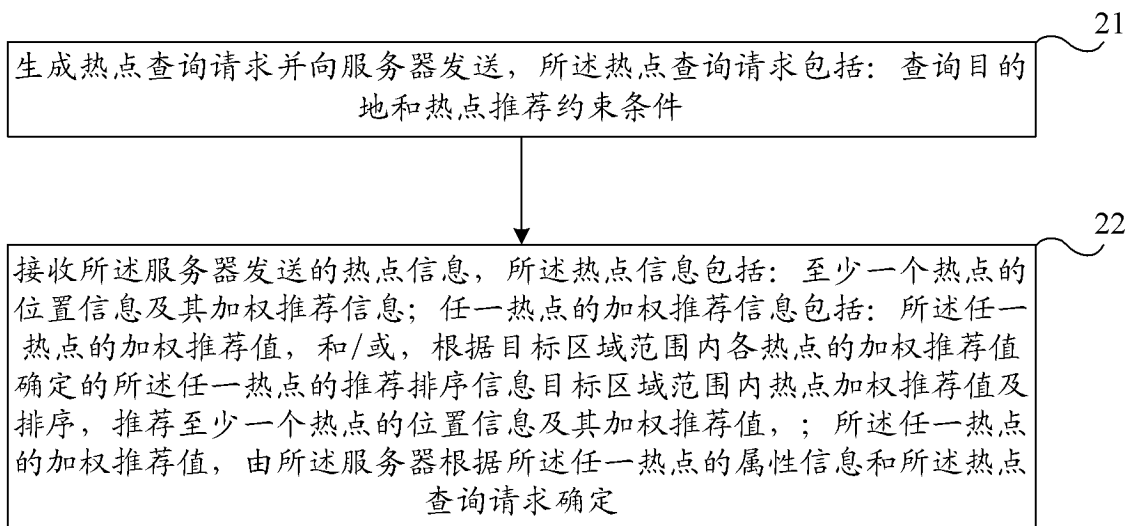 21
生成热点查询请求并向服务器发送，所述热点查询请求包括：查询目的
地和热点推荐约束条件
22
接收所述服务器发送的热点信息，所述热点信息包括：至少一个热点的
位置信息及其加权推荐信息；任一热点的加权推荐信息包括：所述任一
热点的加权推荐值，和/或，根据目标区域范围内各热点的加权推荐值
确定的所述任一热点的推荐排序信息目标区域范围内热点加权推荐值及
排序，推荐至少一个热点的位置信息及其加权推荐值，；所述任一热点
的加权推荐值，由所述服务器根据所述任一热点的属性信息和所述热点
查询请求确定